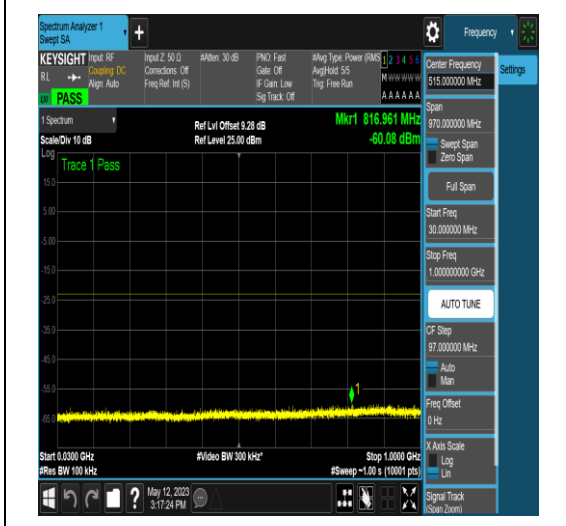 Spectrum Analyzer 1
Swept SA
+
Frequency
KEYSIGHT
RL
PASS
Input: RF
Coupling: DC
Align: Auto
Input Z: 50 Ω
Corrections: Off
Freq Ref: Int (S)
#Atten: 30 dB
PNO: Fast
Gate: Off
IF Gain: Low
Sig Track: Off
#Avg Type: Power (RMS
Avg|Hold: 5/5
Trig: Free Run
1 2 3 4 5 6
M W W W W W
A A A A A A
1 Spectrum
Scale/Div 10 dB
Ref Lvl Offset 9.28 dB
Ref Level 25.00 dBm
Mkr1 816.961 MHz
-60.08 dBm
Log
Trace 1 Pass
15.0
5.00
-5.00
-15.0
-25.0
-35.0
-45.0
-55.0
-65.0
1
Start 0.0300 GHz
#Res BW 100 kHz
#Video BW 300 kHz*
Stop 1.0000 GHz
#Sweep ~1.00 s (10001 pts)
May 12, 2023
3:17:24 PM
?
Center Frequency
515.000000 MHz
Settings
Span
970.000000 MHz
Swept Span
Zero Span
Full Span
Start Freq
30.000000 MHz
Stop Freq
1.000000000 GHz
AUTO TUNE
CF Step
97.000000 MHz
Auto
Man
Freq Offset
0 Hz
X Axis Scale
Log
Lin
Signal Track
(Span Zoom)